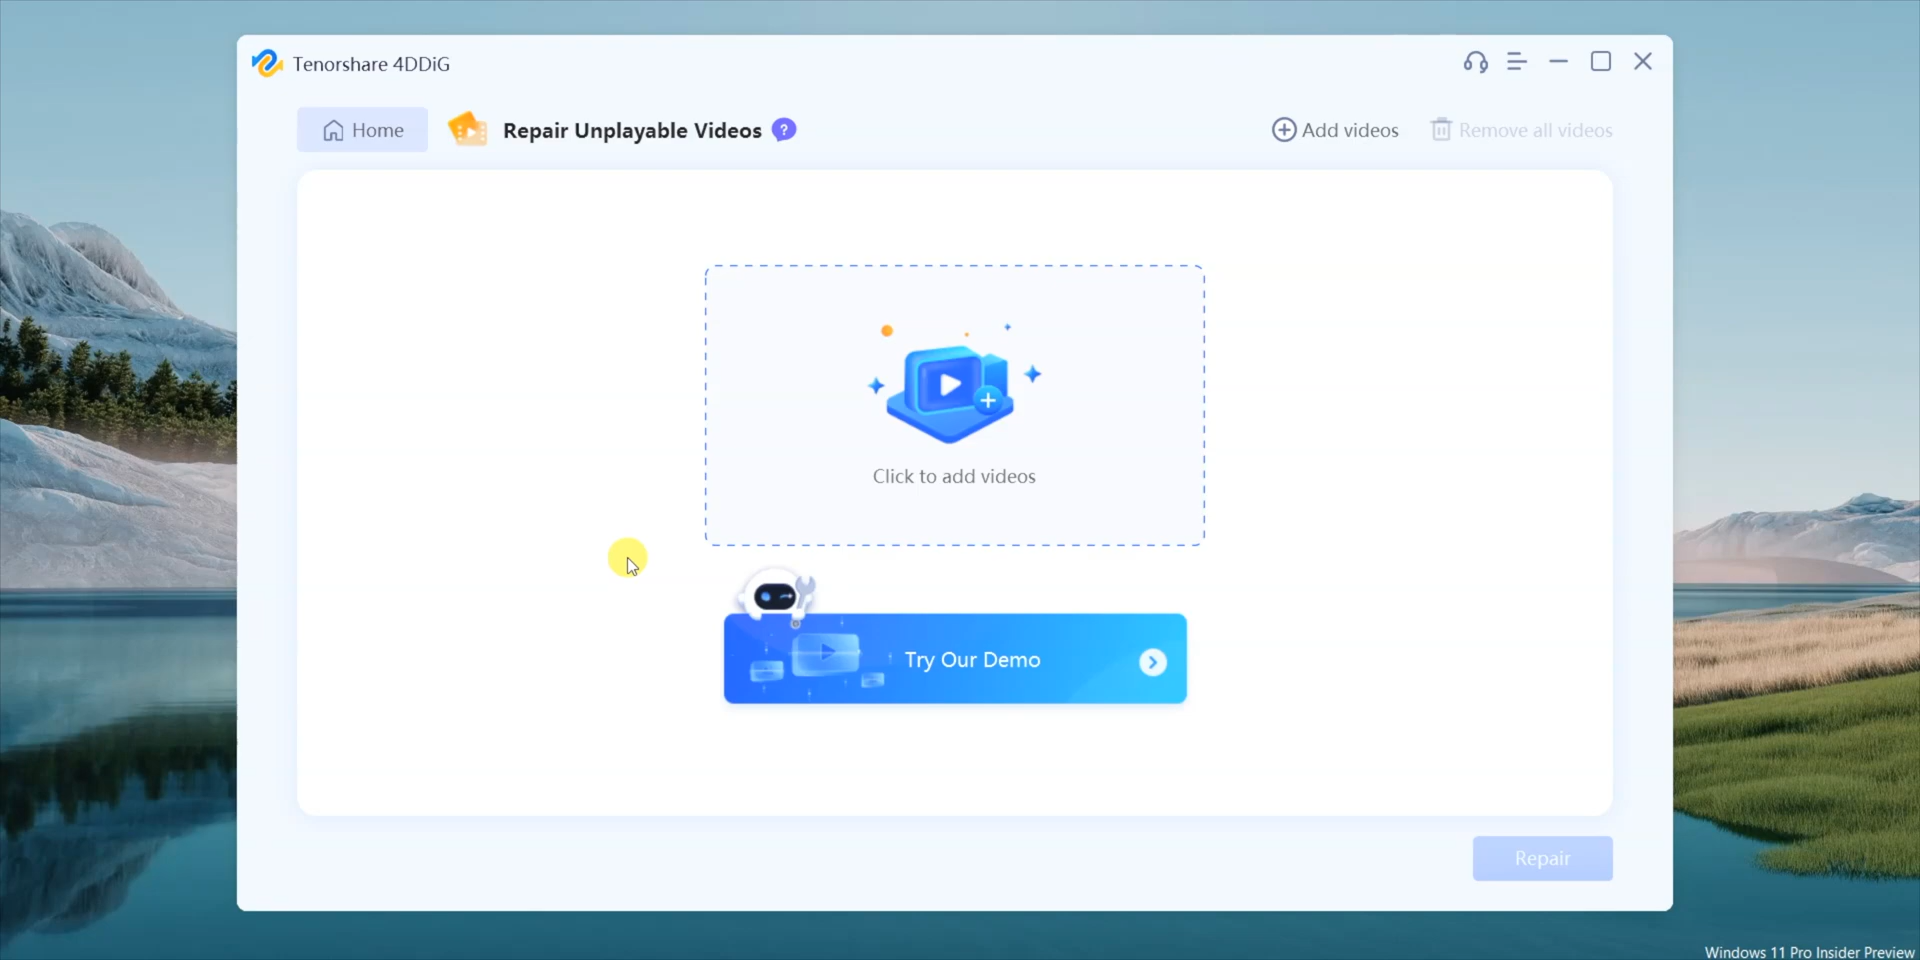 Tenorshare 4DDiG
Home
Repair Unplayable Videos ?
Add videos
Remove all videos
Click to add videos
Try Our Demo
Repair
Windows 11 Pro Insider Preview